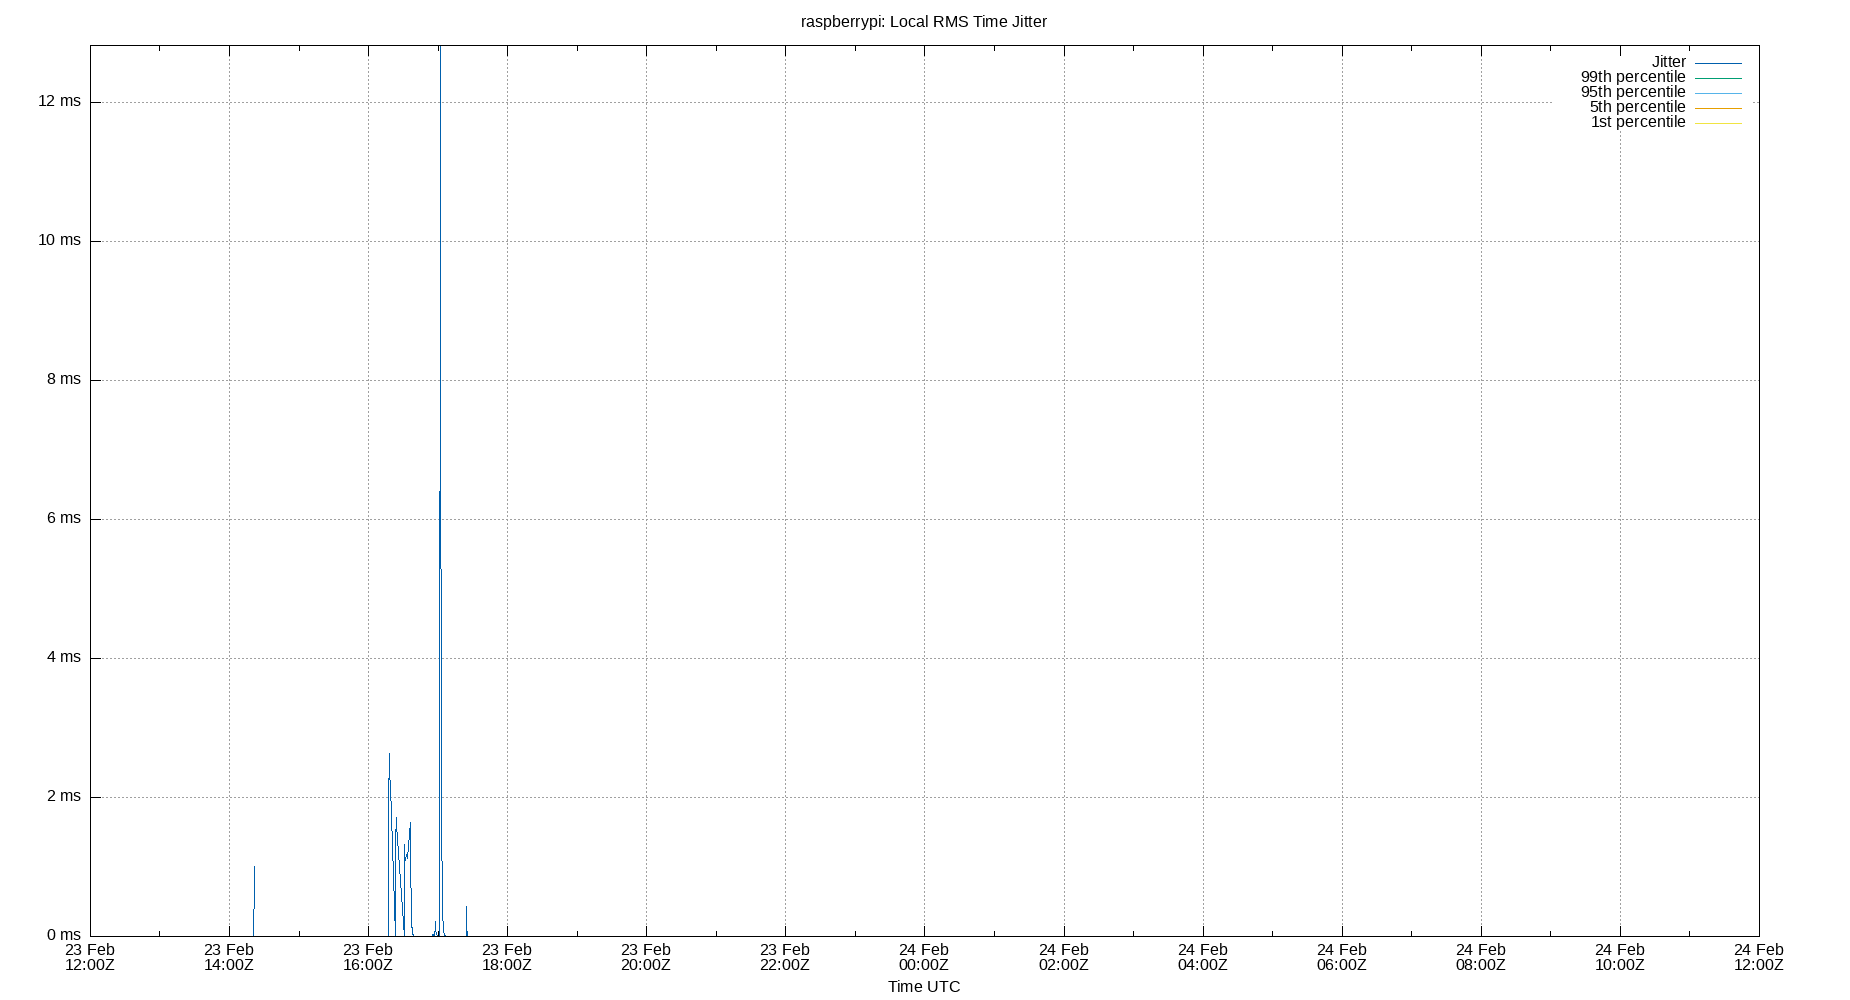 raspberrypi: Local RMS Time Jitter
Jitter
99th percentile
95th percentile
5th percentile
1st percentile
12 ms
10 ms
8 ms
6 ms
4 ms
2 ms
0 ms
23 Feb 23 Feb 23 Feb 23 Feb 23 Feb 23 Feb 24 Feb 24 Feb 24 Feb 24 Feb 24 Feb 24 Feb 24 Feb
12:00Z 14:00Z 16:00Z 18:00Z 20:00Z 22:00Z 00:00Z 02:00Z 04:00Z 06:00Z 08:00Z 10:00Z 12:00Z
Time UTC